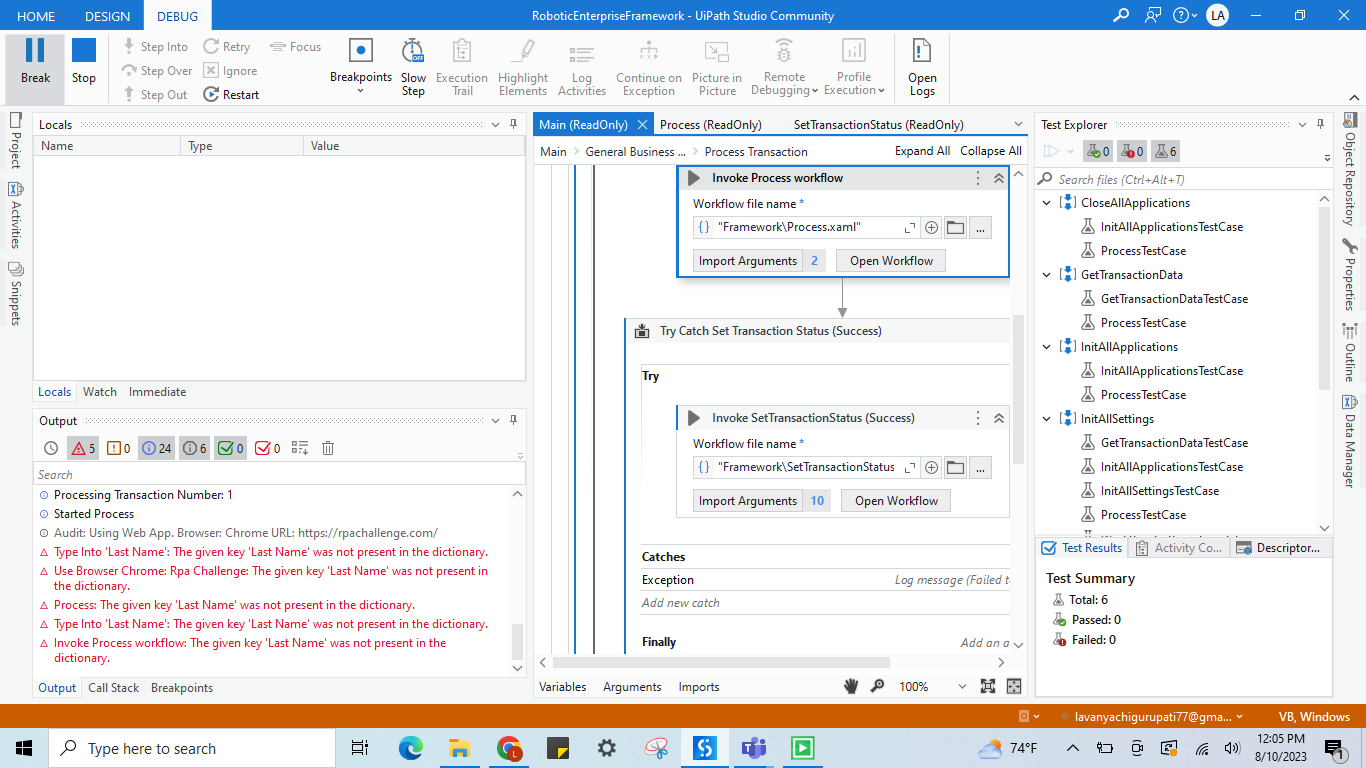 HOME DESIGN DEBUG RoboticEnterpriseFramework - UiPath Studio Community LA
Break Stop Step Into Step Over Step Out Retry Ignore Restart Focus Breakpoints Slow Step Execution Trail Highlight Elements Log Activities Continue on Exception Picture in Picture Remote Debugging Profile Execution Open Logs
Project
Activities
Snippets
Locals
Name Type Value
Locals Watch Immediate
Output
5 0 24 6 0 0
Search
Processing Transaction Number: 1
Started Process
Audit: Using Web App. Browser: Chrome URL: https://rpachallenge.com/
Type Into 'Last Name': The given key 'Last Name' was not present in the dictionary.
Use Browser Chrome: Rpa Challenge: The given key 'Last Name' was not present in
the dictionary.
Process: The given key 'Last Name' was not present in the dictionary.
Type Into 'Last Name': The given key 'Last Name' was not present in the dictionary.
Invoke Process workflow: The given key 'Last Name' was not present in the
dictionary.
Output Call Stack Breakpoints
Main (ReadOnly) Process (ReadOnly) SetTransactionStatus (ReadOnly)
Main > General Business ... > Process Transaction Expand All Collapse All
Invoke Process workflow
Workflow file name *
"Framework\Process.xaml" ...
Import Arguments 2 Open Workflow
Try Catch Set Transaction Status (Success)
Try
Invoke SetTransactionStatus (Success)
Workflow file name *
"Framework\SetTransactionStatus ...
Import Arguments 10 Open Workflow
Catches
Exception Log message (Failed t
Add new catch
Finally Add an a
Variables Arguments Imports 100%
Test Explorer
0 0 6
Search files (Ctrl+Alt+T)
CloseAllApplications
InitAllApplicationsTestCase
ProcessTestCase
GetTransactionData
GetTransactionDataTestCase
ProcessTestCase
InitAllApplications
InitAllApplicationsTestCase
ProcessTestCase
InitAllSettings
GetTransactionDataTestCase
InitAllApplicationsTestCase
InitAllSettingsTestCase
ProcessTestCase
Test Results Activity Co... Descriptor...
Test Summary
Total: 6
Passed: 0
Failed: 0
Object Repository
Properties
Outline
Data Manager
lavanyachigurupati77@gma... VB, Windows
Type here to search 74°F 12:05 PM
8/10/2023 1